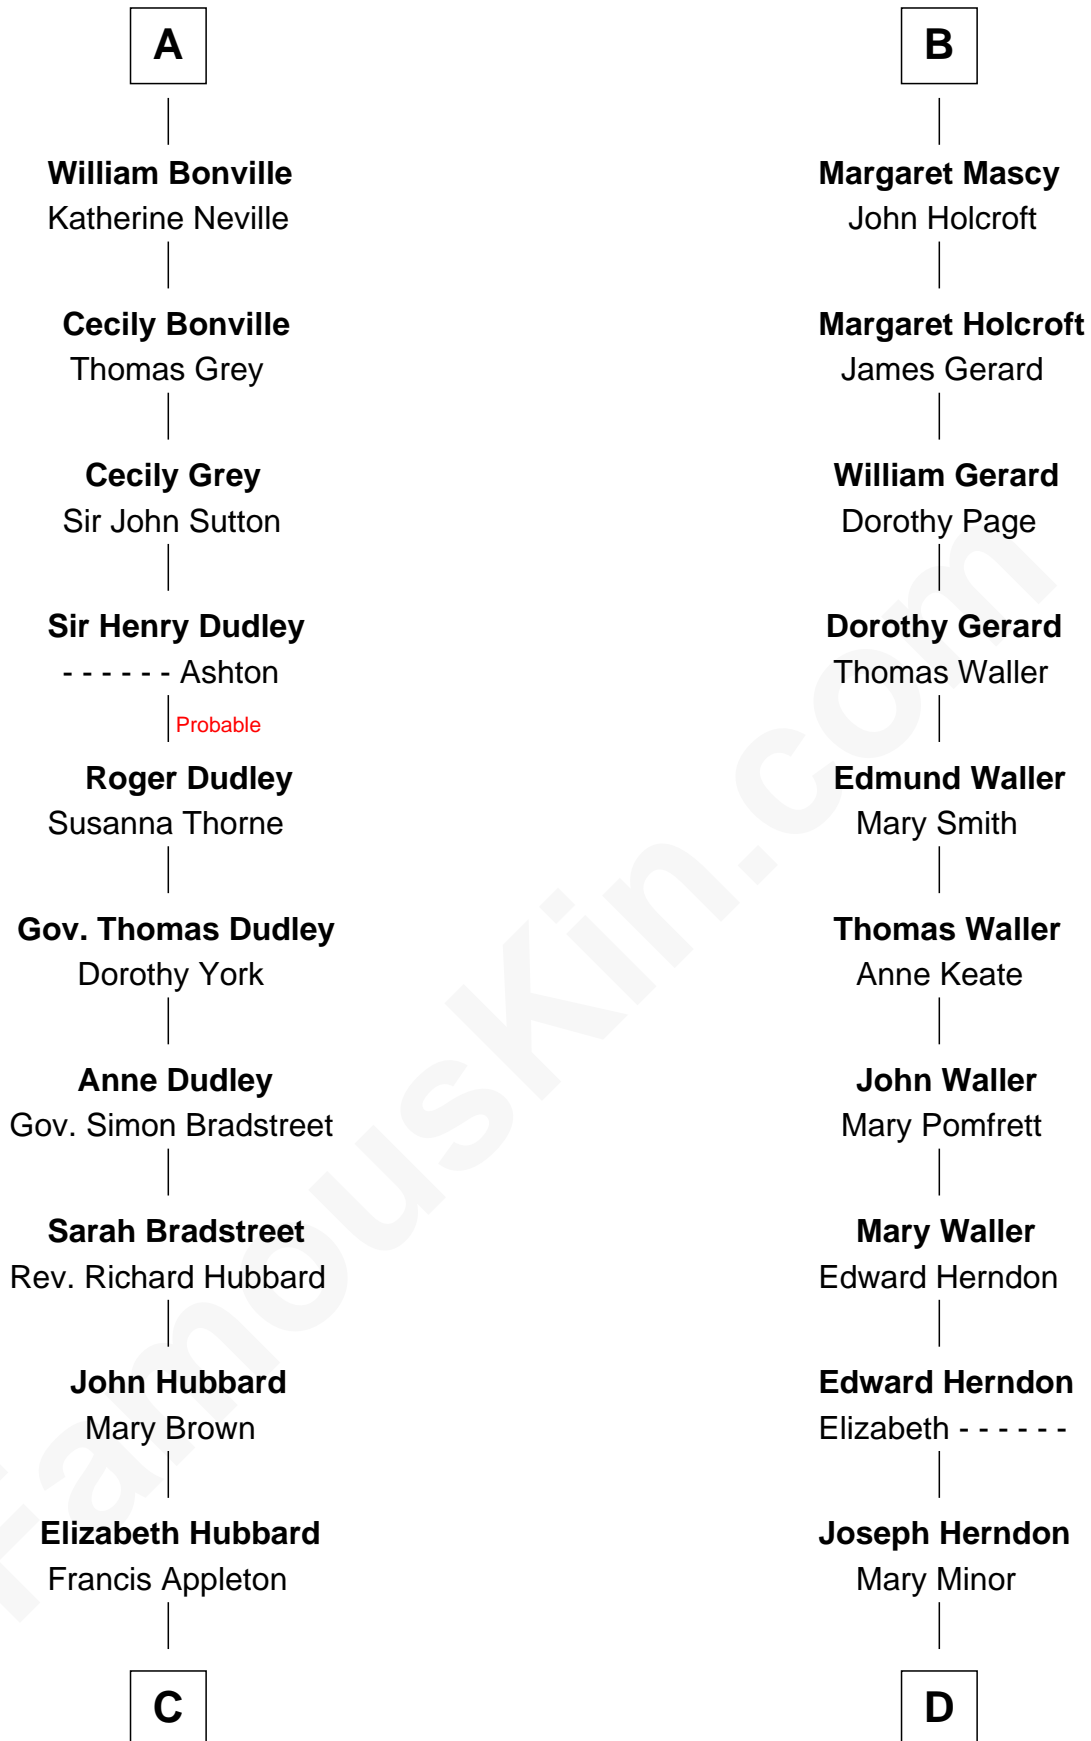 A
William Bonville
Katherine Neville
Cecily Bonville
Thomas Grey
Cecily Grey
Sir John Sutton
Sir Henry Dudley
- - - - - - Ashton
Probable
Roger Dudley
Susanna Thorne
Gov. Thomas Dudley
Dorothy York
Anne Dudley
Gov. Simon Bradstreet
Sarah Bradstreet
Rev. Richard Hubbard
John Hubbard
Mary Brown
Elizabeth Hubbard
Francis Appleton
C
B
Margaret Mascy
John Holcroft
Margaret Holcroft
James Gerard
William Gerard
Dorothy Page
Dorothy Gerard
Thomas Waller
Edmund Waller
Mary Smith
Thomas Waller
Anne Keate
John Waller
Mary Pomfrett
Mary Waller
Edward Herndon
Edward Herndon
Elizabeth - - - - - -
Joseph Herndon
Mary Minor
D
FamousKin.com